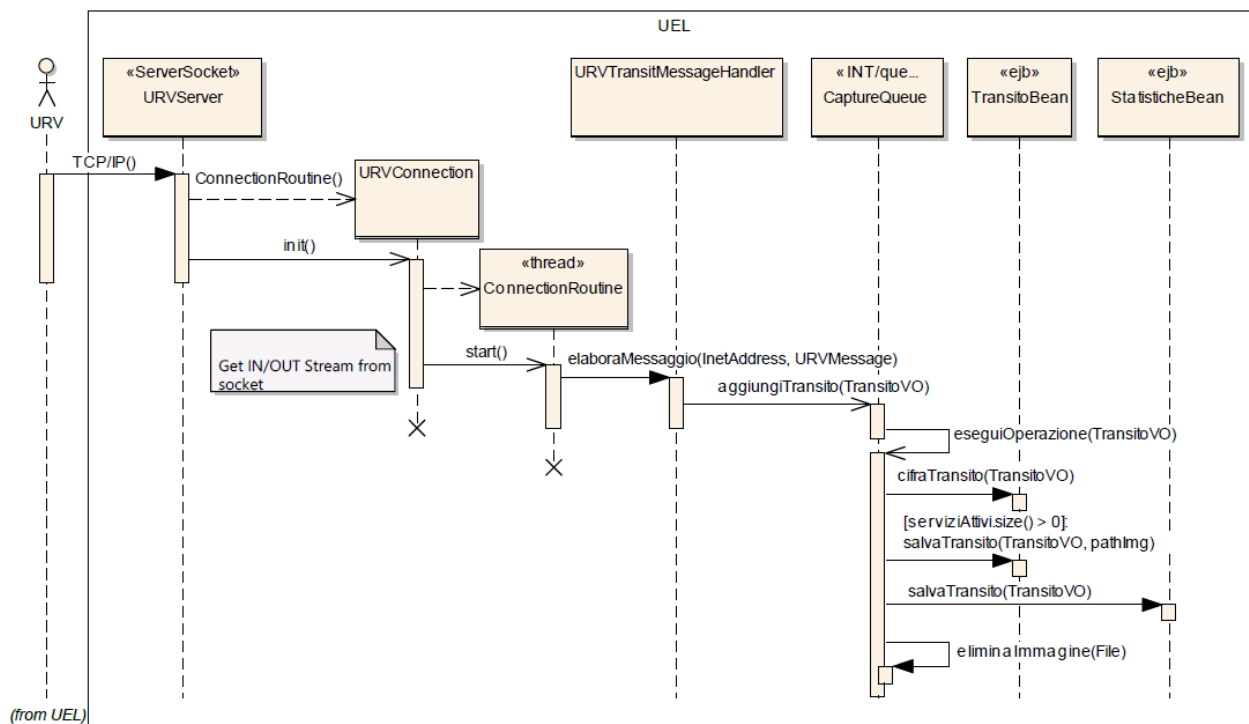 UEL
«ServerSocket»
URVServer
URVTransitMessageHandler
«INT/que...
CaptureQueue
«ejb»
TransitoBean
«ejb»
StatisticheBean
URV
TCP/IP()
ConnectionRoutine()
URVConnection
init()
«thread»
ConnectionRoutine
Get IN/OUT Stream from
socket
start()
elaboraMessaggio(InetAddress, URVMessage)
aggiungiTransito(TransitoVO)
eseguiOperazione(TransitoVO)
cifraTransito(TransitoVO)
[serviziAttivi.size() > 0]:
salvaTransito(TransitoVO, pathImg)
salvaTransito(TransitoVO)
eliminaImmagine(File)
(from UEL)